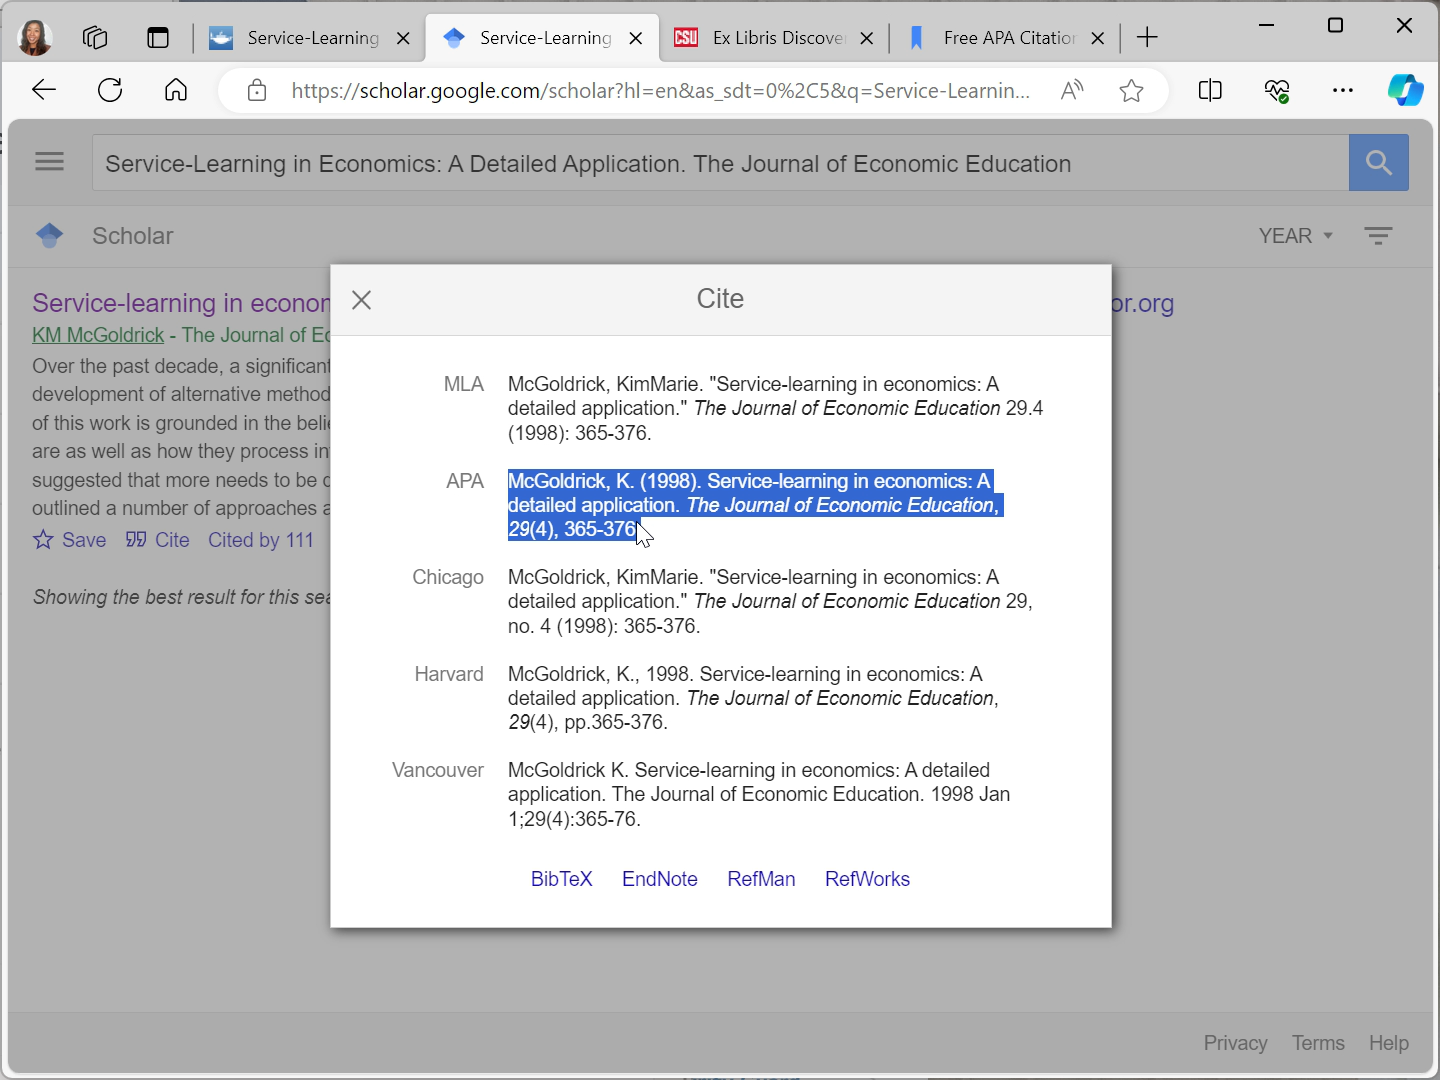 Service-Learning
Service-Learning
CSU
Ex Libris Discove
Free APA Citation
https://scholar.google.com/scholar?hl=en&as_sdt=0%2C5&q=Service-Learnin...
Service-Learning in Economics: A Detailed Application. The Journal of Economic Education
Scholar
YEAR
Service-learning in econor
or.org
KM McGoldrick - The Journal of Ec
Over the past decade, a significant
development of alternative method
of this work is grounded in the belie
are as well as how they process in
suggested that more needs to be d
outlined a number of approaches a
Save
Cite
Cited by 111
Showing the best result for this sea
Cite
MLA
McGoldrick, KimMarie. "Service-learning in economics: A
detailed application." The Journal of Economic Education 29.4
(1998): 365-376.
APA
McGoldrick, K. (1998). Service-learning in economics: A
detailed application. The Journal of Economic Education,
29(4), 365-376
Chicago
McGoldrick, KimMarie. "Service-learning in economics: A
detailed application." The Journal of Economic Education 29,
no. 4 (1998): 365-376.
Harvard
McGoldrick, K., 1998. Service-learning in economics: A
detailed application. The Journal of Economic Education,
29(4), pp.365-376.
Vancouver
McGoldrick K. Service-learning in economics: A detailed
application. The Journal of Economic Education. 1998 Jan
1;29(4):365-76.
BibTeX
EndNote
RefMan
RefWorks
Privacy
Terms
Help